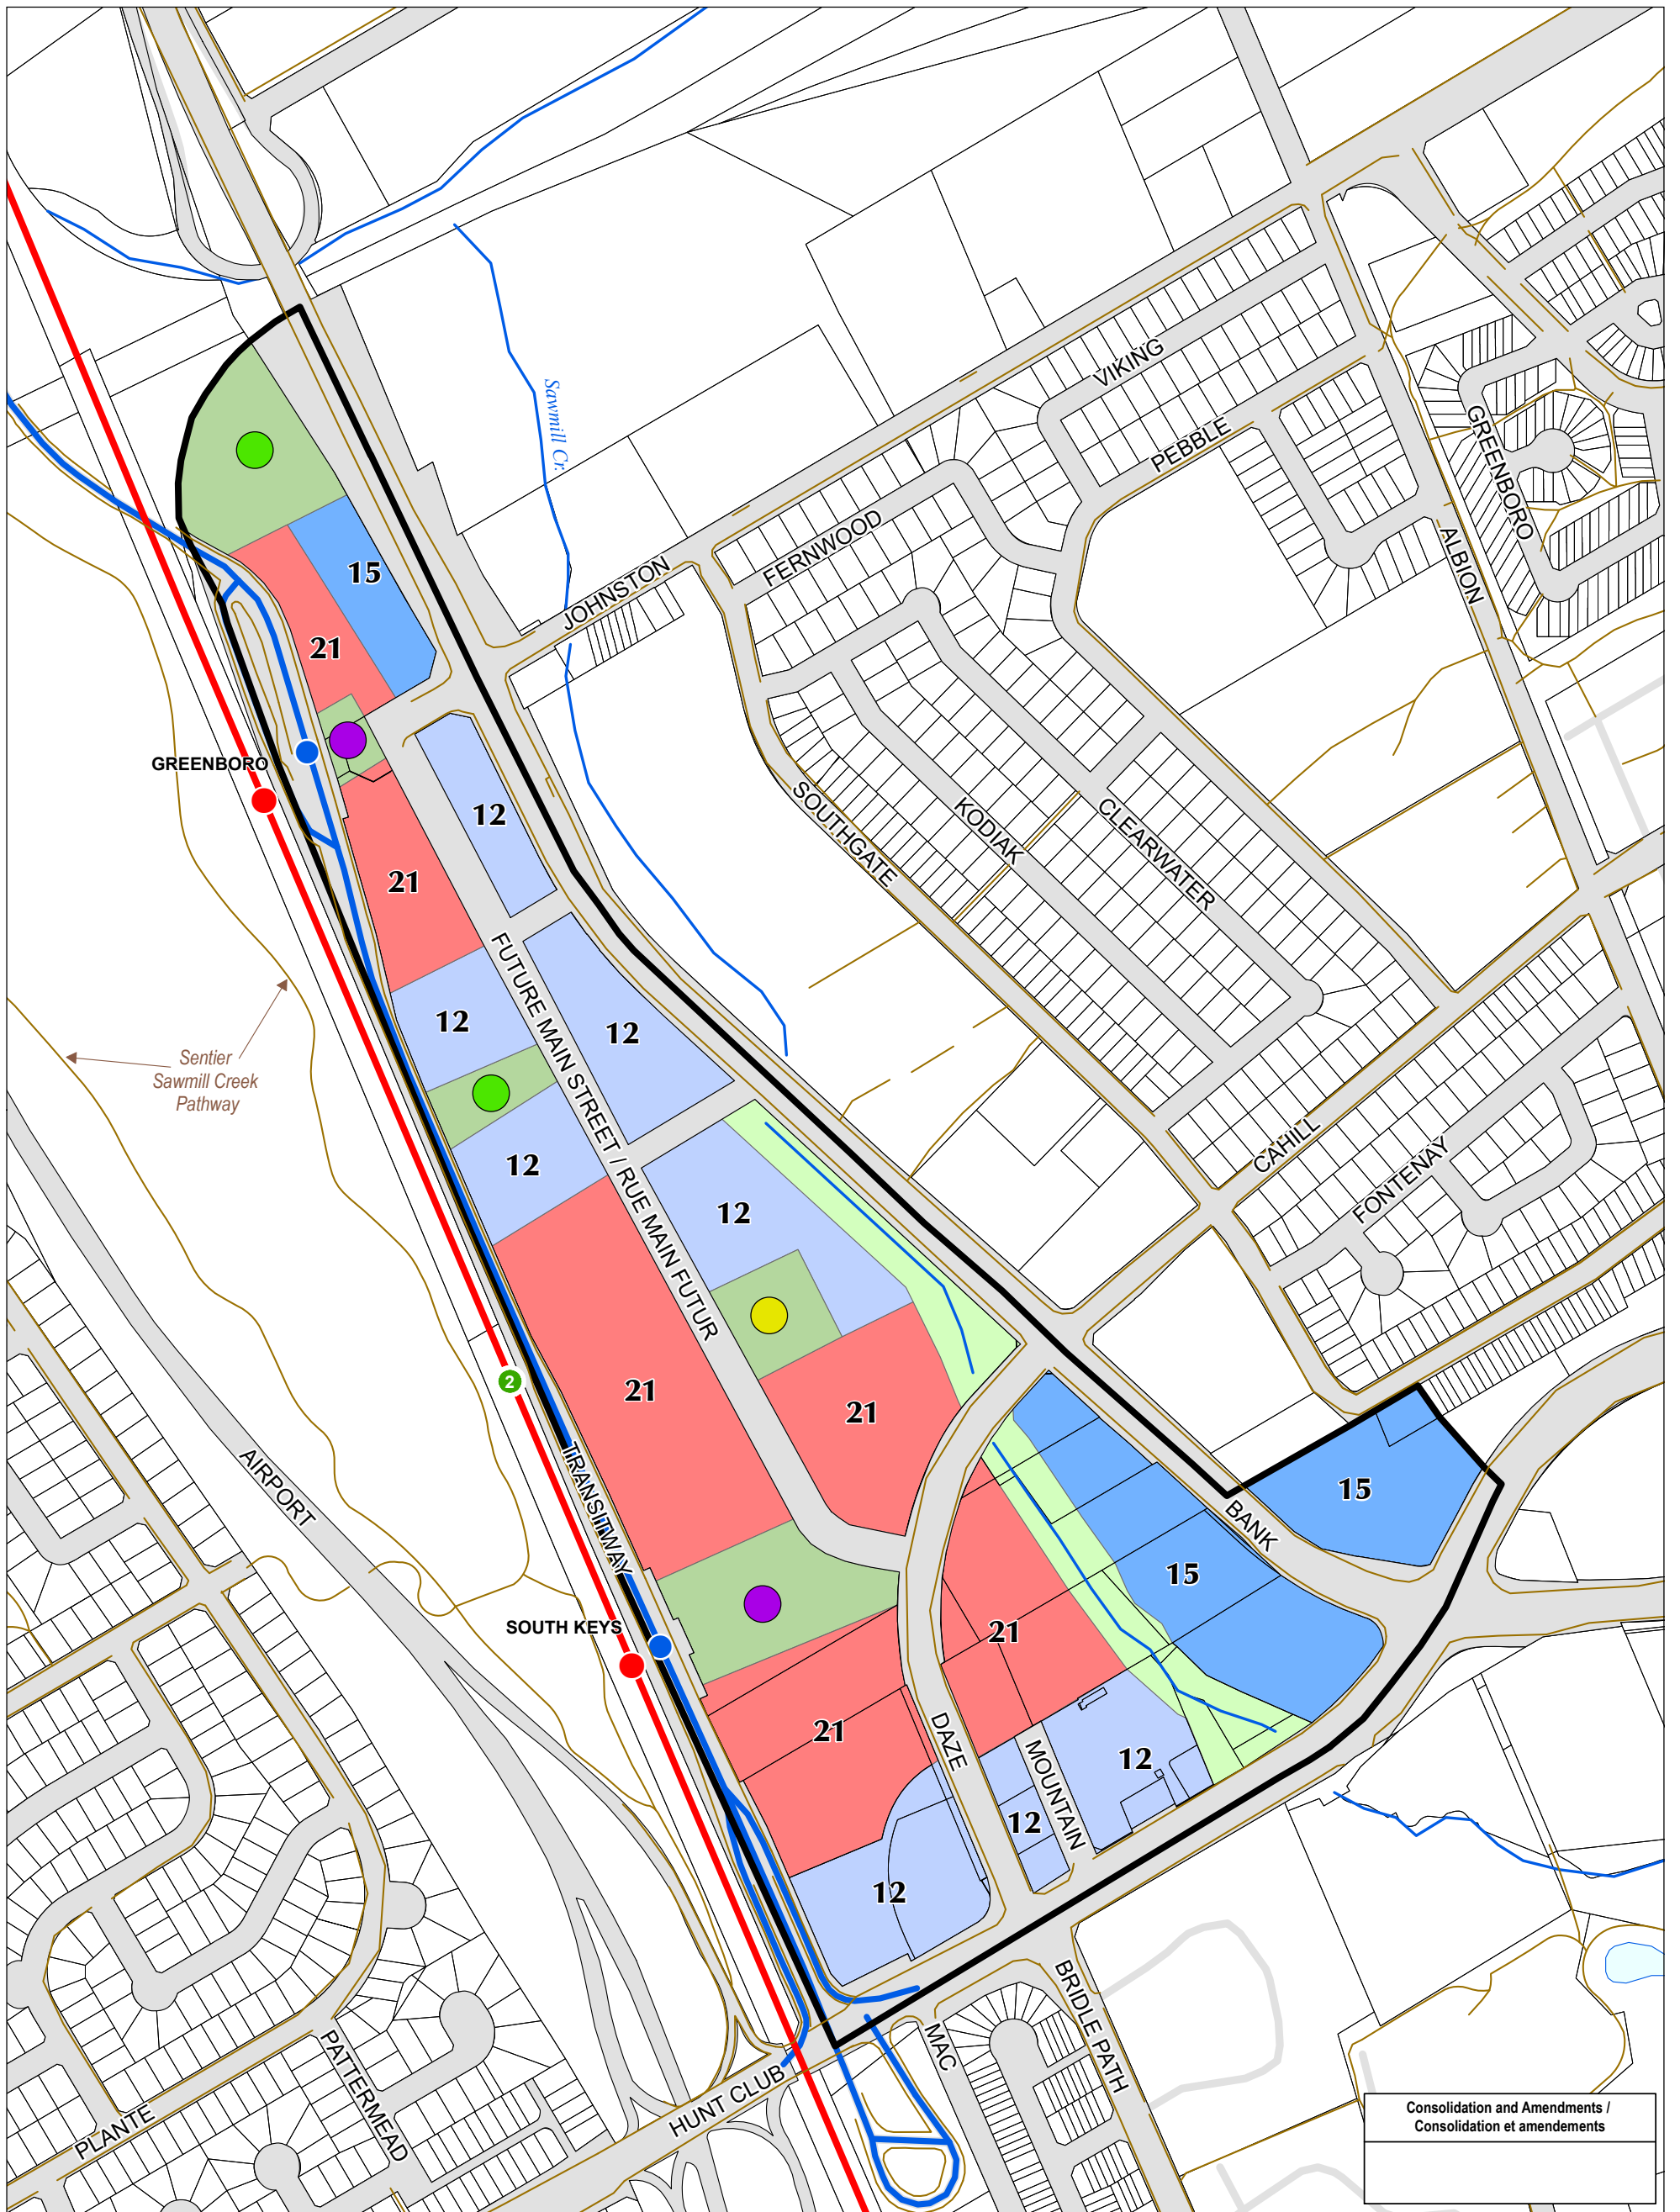 VIKING
Sawmill Cr.
PEBBLE
GREENBORO
FERNWOOD
ALBION
15
JOHNSTON
21
GREENBORO
12
SOUTHGATE
KODIAK
CLEARWATER
21
FUTURE MAIN STREET / RUE MAIN FUTUR
12
12
Sentier
Sawmill Creek
Pathway
CAHILL
FONTENAY
12
12
2
21
21
AIRPORT
TRANSITWAY
15
BANK
15
SOUTH KEYS
21
21
DAZE
MOUNTAIN
12
12
12
BRIDLE PATH
MAC
PATTERMEAD
HUNT CLUB
PLANTE
Consolidation and Amendments /
Consolidation et amendements